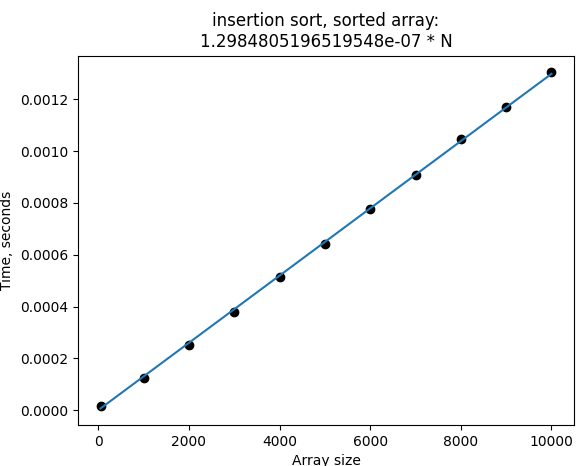 insertion sort, sorted array:
1.2984805196519548e-07 * N
0.0012
0.0010
0.0008
0.0006
0.0004
0.0002
0.0000
Time, seconds
0 2000 4000 6000 8000 10000
Array size